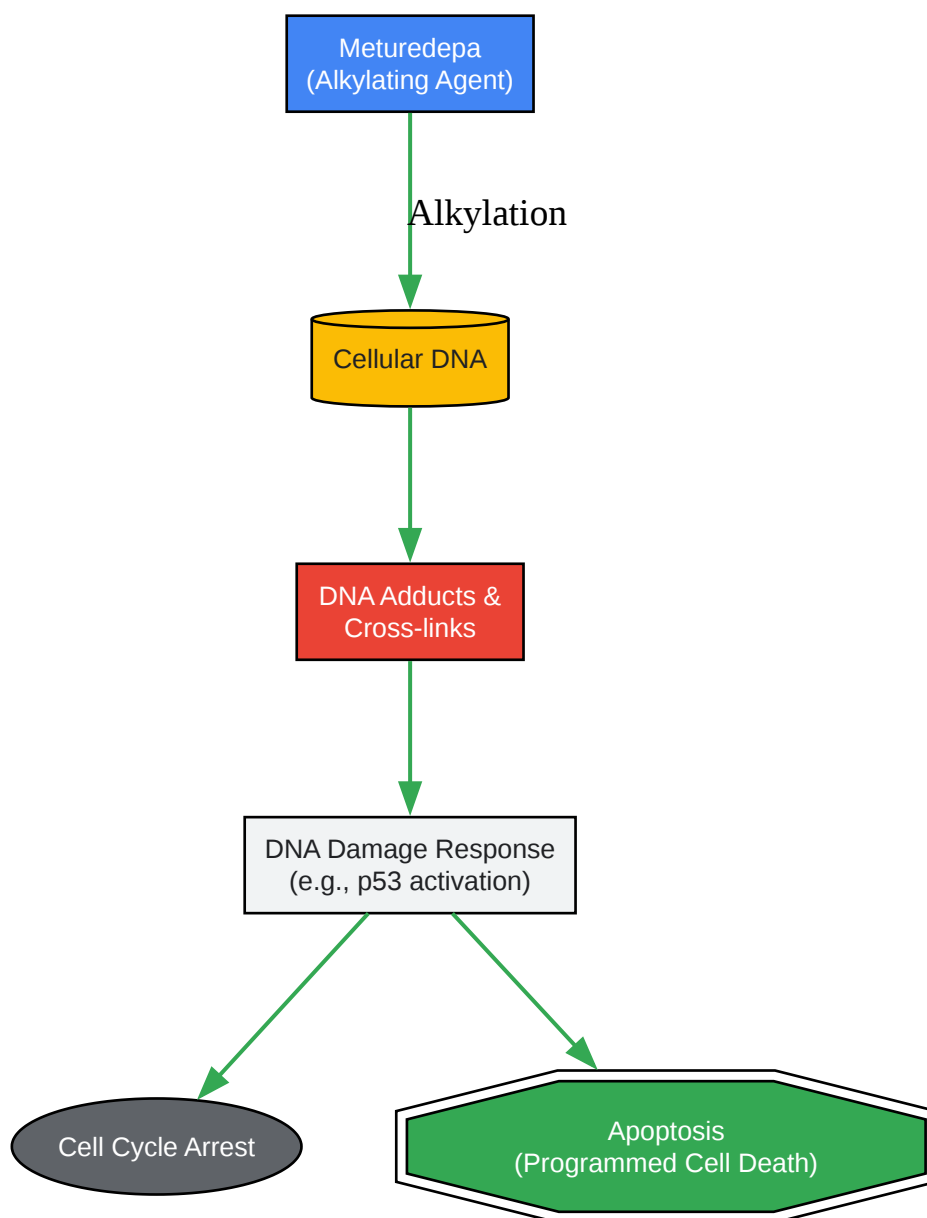 Meturedepa
(Alkylating Agent)
Alkylation
Cellular DNA
DNA Adducts &
Cross-links
DNA Damage Response
(e.g., p53 activation)
Cell Cycle Arrest
Apoptosis
(Programmed Cell Death)